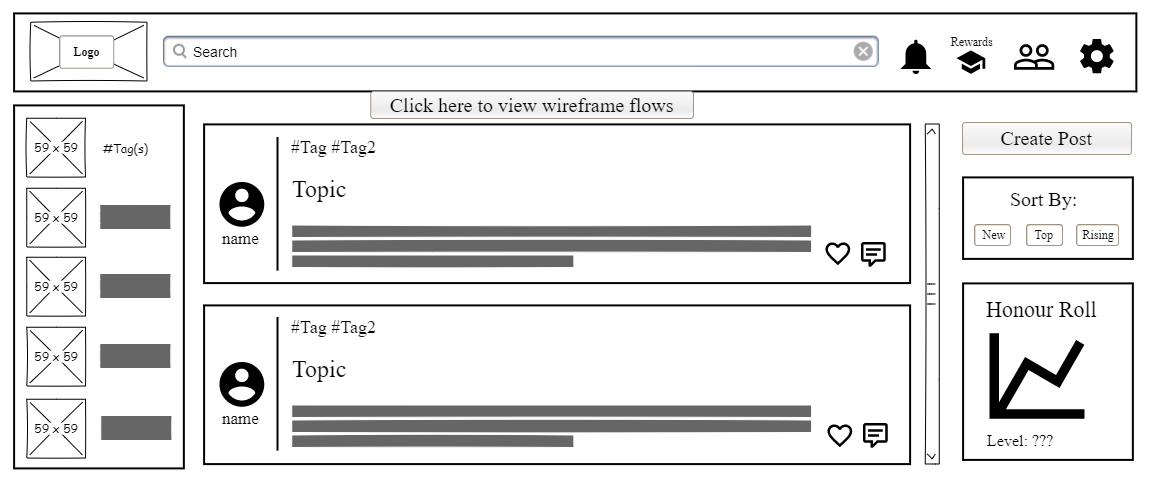 Logo
Search
Rewards
Click here to view wireframe flows
59 x 59
#Tag(s)
59 x 59
59 x 59
59 x 59
59 x 59
#Tag #Tag2
Topic
name
#Tag #Tag2
Topic
name
Create Post
Sort By:
New Top Rising
Honour Roll
Level: ???